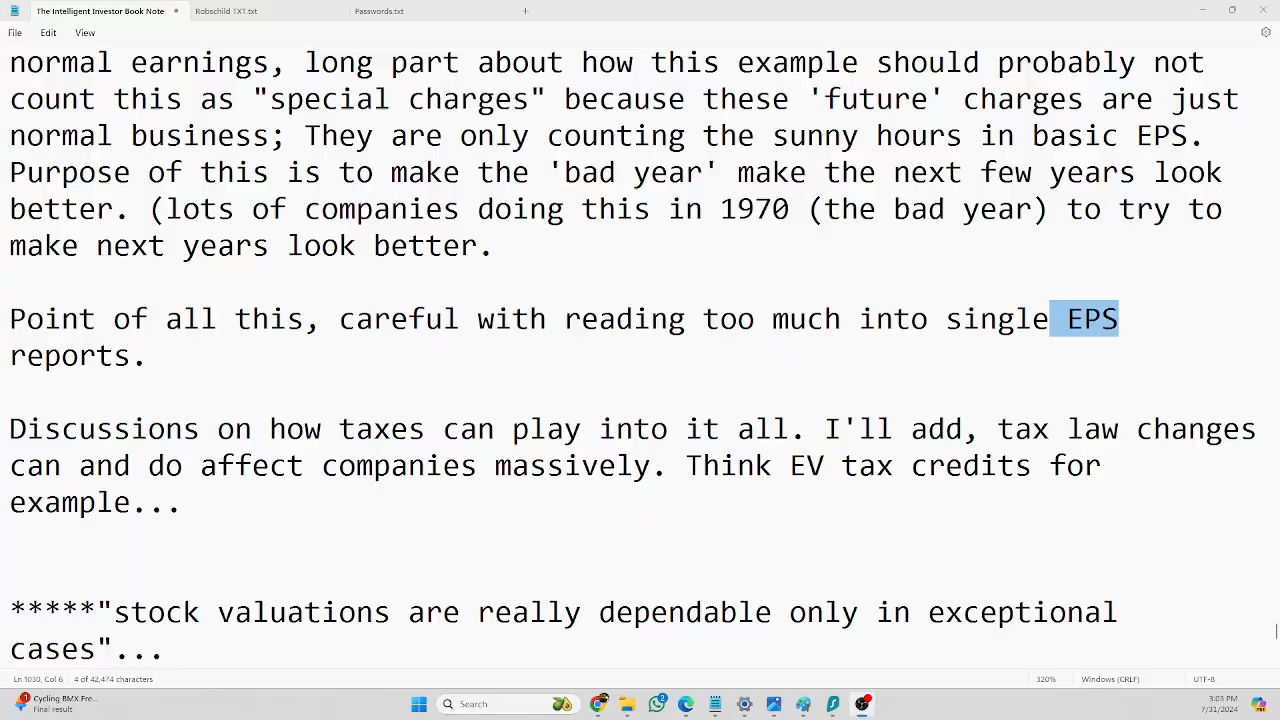 The Intelligent Investor Book Note
Robschild TXT.txt
Passwords.txt
File Edit View
normal earnings, long part about how this example should probably not
count this as "special charges" because these 'future' charges are just
normal business; They are only counting the sunny hours in basic EPS.
Purpose of this is to make the 'bad year' make the next few years look
better. (lots of companies doing this in 1970 (the bad year) to try to
make next years look better.
Point of all this, careful with reading too much into single EPS
reports.
Discussions on how taxes can play into it all. I'll add, tax law changes
can and do affect companies massively. Think EV tax credits for
example...
*****"stock valuations are really dependable only in exceptional
cases"...
Ln 1030, Col 6 4 of 42,474 characters 320% Windows (CRLF) UTF-8
Cycling BMX Fre...
Final result
Search
3:03 PM
7/31/2024